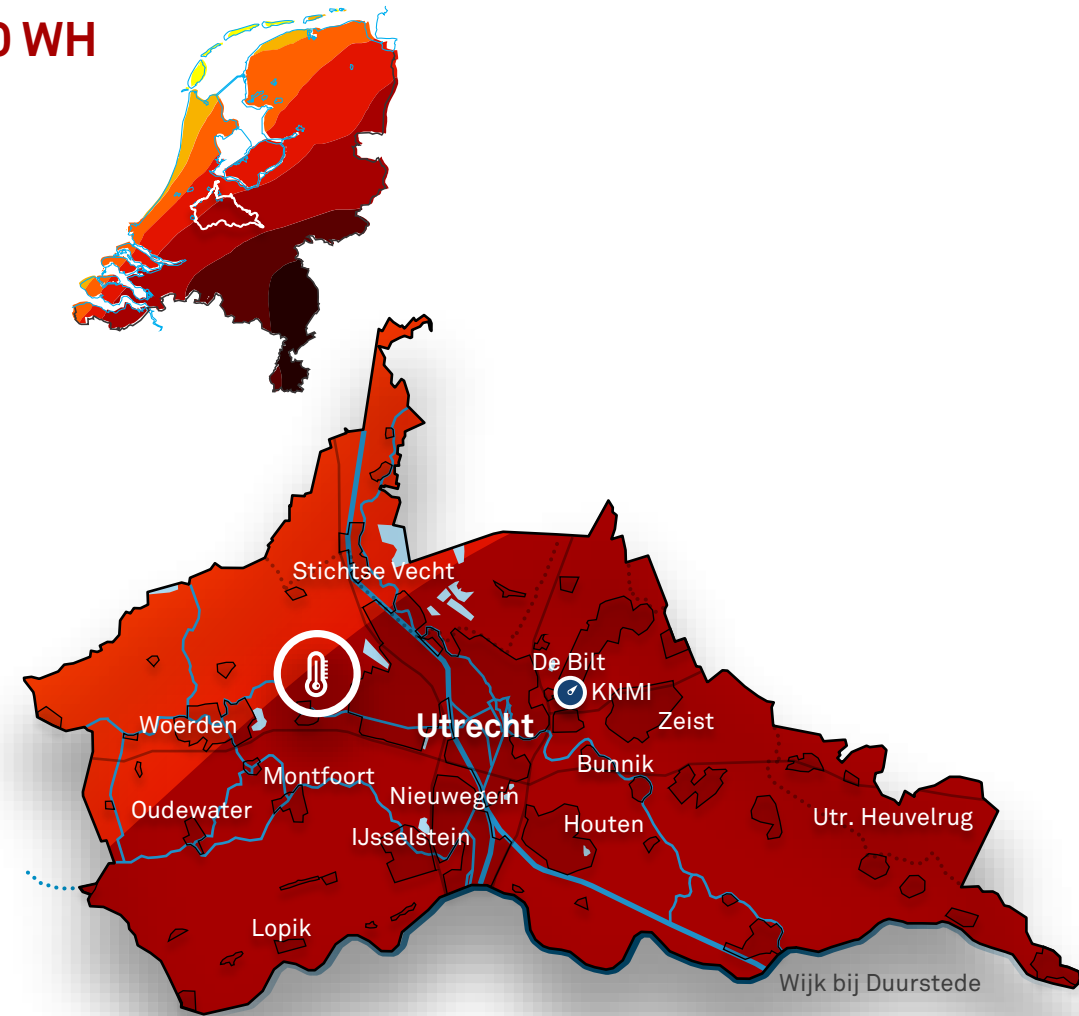 WH
Stichtse Vecht
De Bilt
KNMI
Woerden
Utrecht
Zeist
Montfoort
Bunnik
Oudewater
Nieuwegein
Utr. Heuvelrug
IJsselstein
Houten
Lopik
Wijk bij Duurstede